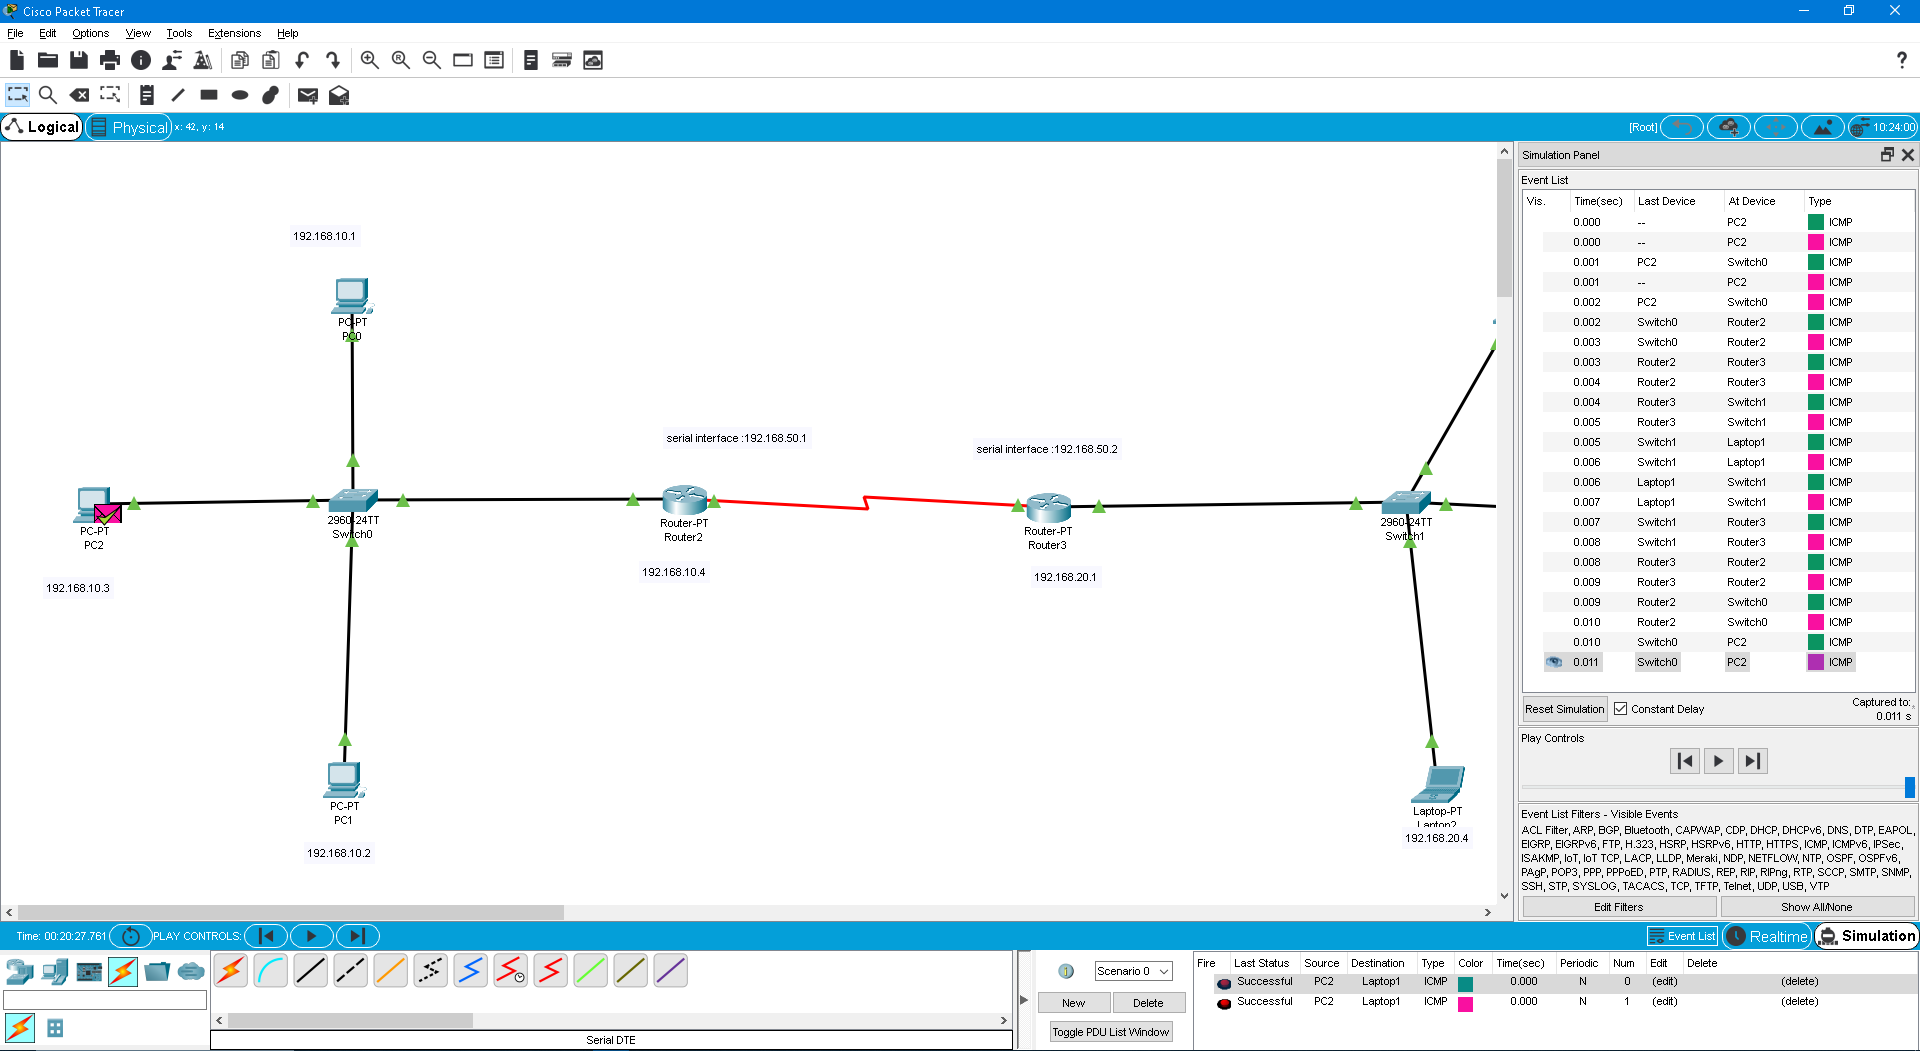 Cisco Packet Tracer
File Edit Options View Tools Extensions Help
Logical Physical x: 42, y: 14 [Root] 10:24:00
192.168.10.1
PC-PT
PC0
serial interface :192.168.50.1
serial interface :192.168.50.2
PC-PT
PC2
192.168.10.3
2960-24TT
Switch0
Router-PT
Router2
192.168.10.4
Router-PT
Router3
192.168.20.1
2960-24TT
Switch1
PC-PT
PC1
192.168.10.2
Laptop-PT
Laptop2
192.168.20.4
Simulation Panel
Event List
Vis. Time(sec) Last Device At Device Type
0.000 -- PC2 ICMP
0.000 -- PC2 ICMP
0.001 PC2 Switch0 ICMP
0.001 -- PC2 ICMP
0.002 PC2 Switch0 ICMP
0.002 Switch0 Router2 ICMP
0.003 Switch0 Router2 ICMP
0.003 Router2 Router3 ICMP
0.004 Router2 Router3 ICMP
0.004 Router3 Switch1 ICMP
0.005 Router3 Switch1 ICMP
0.005 Switch1 Laptop1 ICMP
0.006 Switch1 Laptop1 ICMP
0.006 Laptop1 Switch1 ICMP
0.007 Laptop1 Switch1 ICMP
0.007 Switch1 Router3 ICMP
0.008 Switch1 Router3 ICMP
0.008 Router3 Router2 ICMP
0.009 Router3 Router2 ICMP
0.009 Router2 Switch0 ICMP
0.010 Router2 Switch0 ICMP
0.010 Switch0 PC2 ICMP
0.011 Switch0 PC2 ICMP
Reset Simulation Constant Delay Captured to:
0.011 s
Play Controls
Event List Filters - Visible Events
ACL Filter, ARP, BGP, Bluetooth, CAPWAP, CDP, DHCP, DHCPv6, DNS, DTP, EAPOL,
EIGRP, EIGRPv6, FTP, H.323, HSRP, HSRPv6, HTTP, HTTPS, ICMP, ICMPv6, IPSec,
ISAKMP, IoT, IoT TCP, LACP, LLDP, Meraki, NDP, NETFLOW, NTP, OSPF, OSPFv6,
PAgP, POP3, PPP, PPPoED, PTP, RADIUS, REP, RIP, RIPng, RTP, SCCP, SMTP, SNMP,
SSH, STP, SYSLOG, TACACS, TCP, TFTP, Telnet, UDP, USB, VTP
Edit Filters Show All/None
Time: 00:20:27.761 PLAY CONTROLS: Event List Realtime Simulation
Scenario 0
New Delete
Toggle PDU List Window
Serial DTE
Fire Last Status Source Destination Type Color Time(sec) Periodic Num Edit Delete
Successful PC2 Laptop1 ICMP 0.000 N 0 (edit) (delete)
Successful PC2 Laptop1 ICMP 0.000 N 1 (edit) (delete)